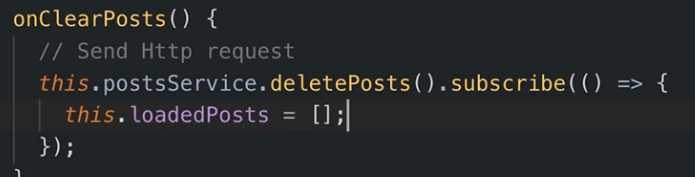 onClearPosts() {
// Send Http request
this.postsService.deletePosts().subscribe(() => {
this.loadedPosts = [];
});
}